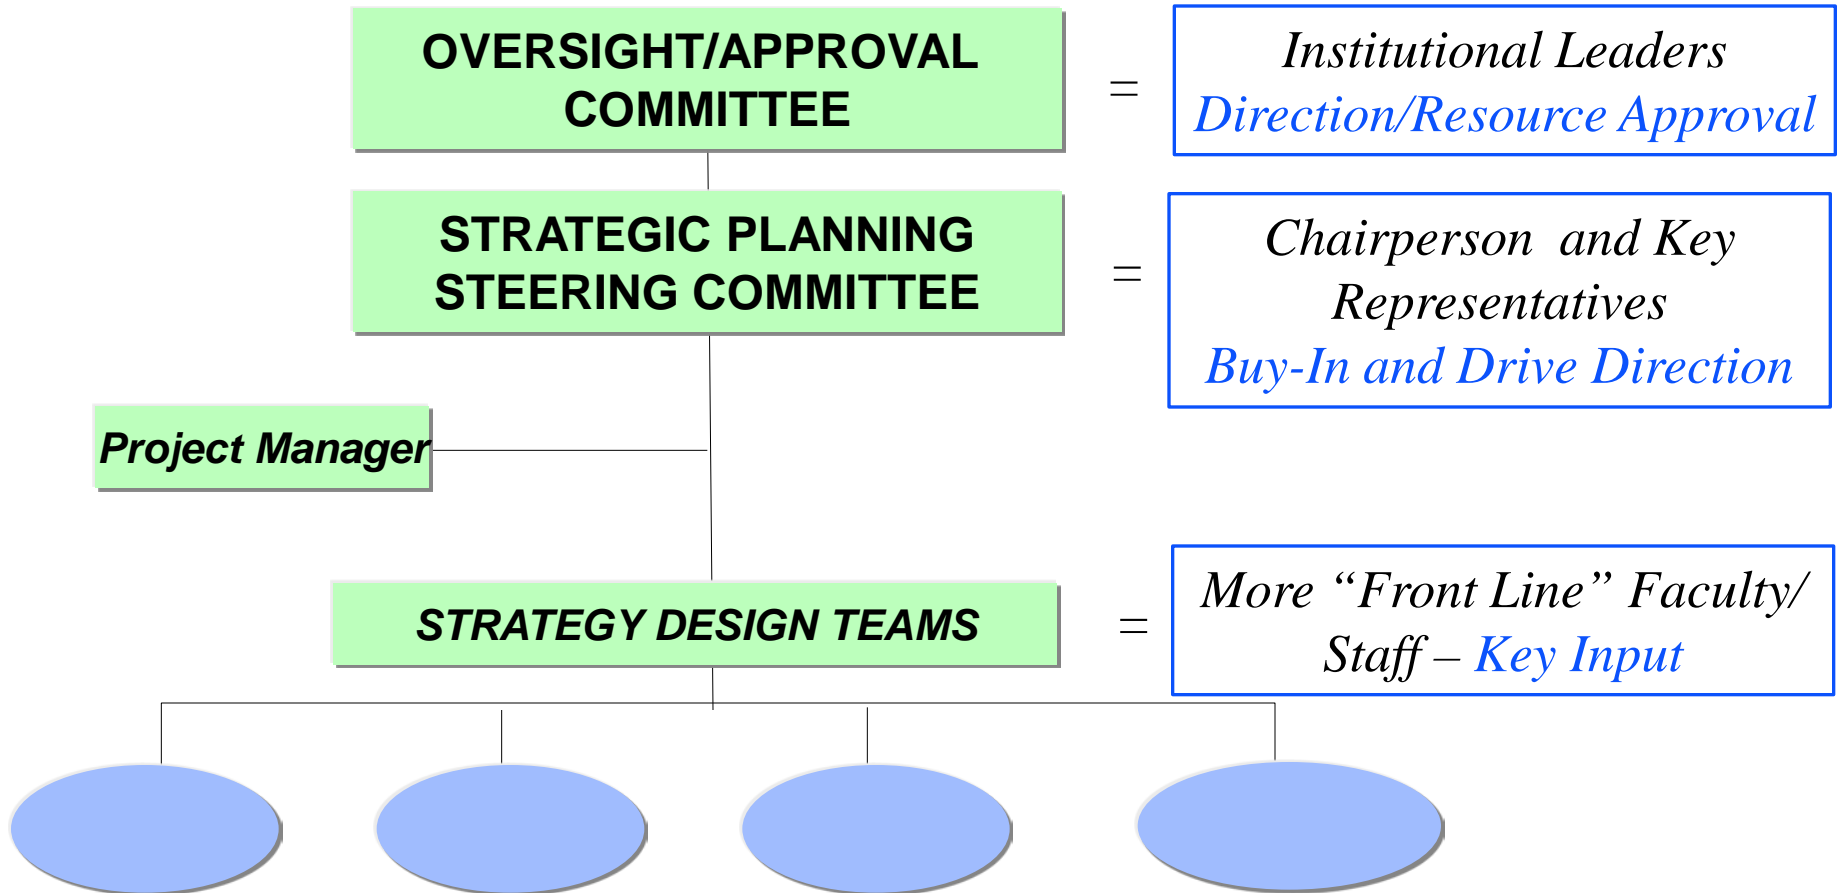 OVERSIGHT/APPROVAL
COMMITTEE
=
Institutional Leaders
Direction/Resource Approval
STRATEGIC PLANNING
STEERING COMMITTEE
=
Chairperson and Key
Representatives
Buy-In and Drive Direction
Project Manager
STRATEGY DESIGN TEAMS
=
More “Front Line” Faculty/
Staff – Key Input